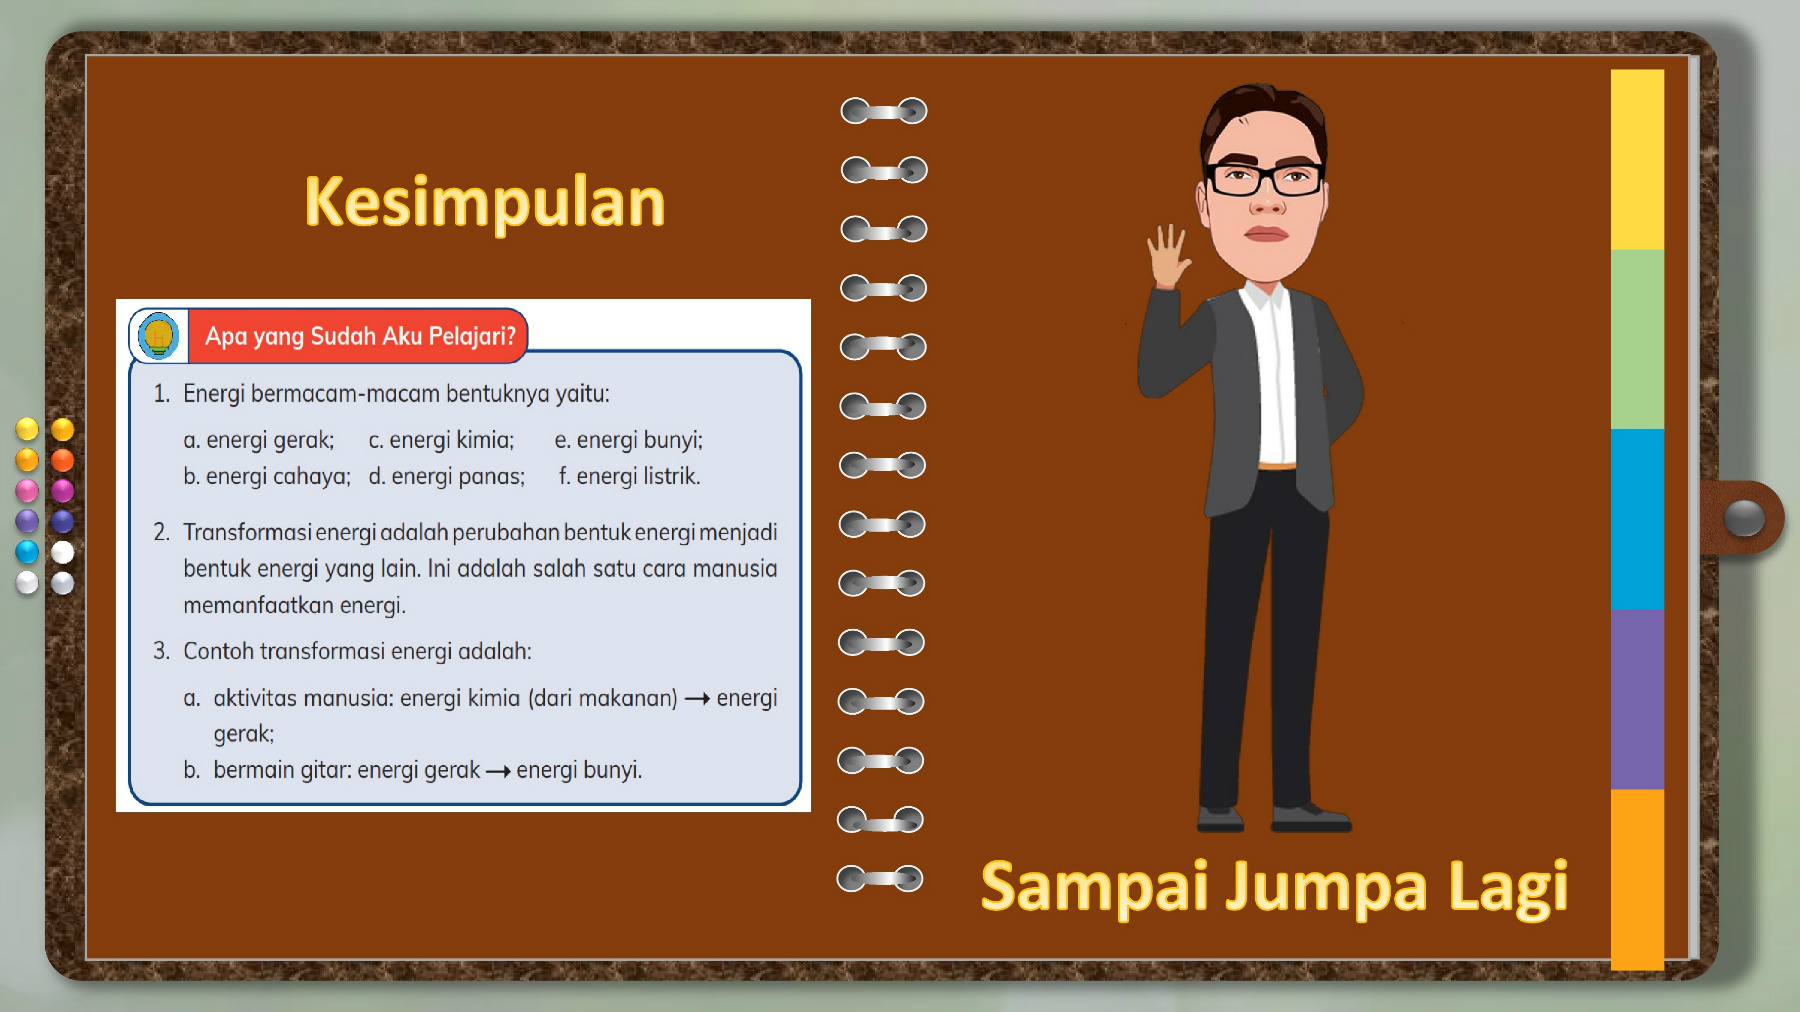 Kesimpulan
Apa yang Sudah Aku Pelajari?
1. Energi bermacam-macam bentuknya yaitu:
a. energi gerak; c. energi kimia; e. energi bunyi;
b. energi cahaya; d. energi panas; f. energi listrik.
2. Transformasi energi adalah perubahan bentuk energi menjadi
bentuk energi yang lain. Ini adalah salah satu cara manusia
memanfaatkan energi.
3. Contoh transformasi energi adalah:
a. aktivitas manusia: energi kimia (dari makanan) → energi
gerak;
b. bermain gitar: energi gerak → energi bunyi.
Sampai Jumpa Lagi